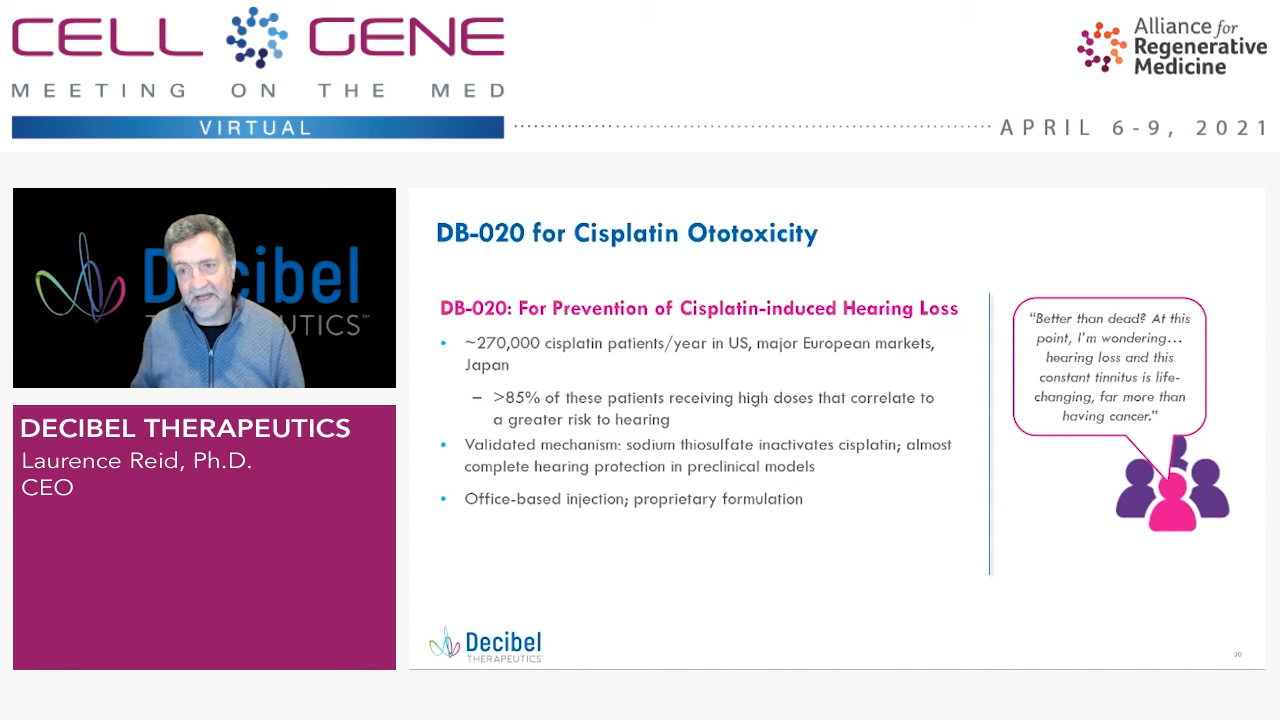 CELL GENE
MEETING ON THE MED
VIRTUAL
Alliance for
Regenerative
Medicine
APRIL 6-9, 2021
Decibel
THERAPEUTICS™
DECIBEL THERAPEUTICS
Laurence Reid, Ph.D.
CEO
DB-020 for Cisplatin Ototoxicity
DB-020: For Prevention of Cisplatin-induced Hearing Loss
• ~270,000 cisplatin patients/year in US, major European markets,
Japan
– >85% of these patients receiving high doses that correlate to
a greater risk to hearing
• Validated mechanism: sodium thiosulfate inactivates cisplatin; almost
complete hearing protection in preclinical models
• Office-based injection; proprietary formulation
“Better than dead? At this
point, I’m wondering…
hearing loss and this
constant tinnitus is life-
changing, far more than
having cancer.”
Decibel
THERAPEUTICS
20